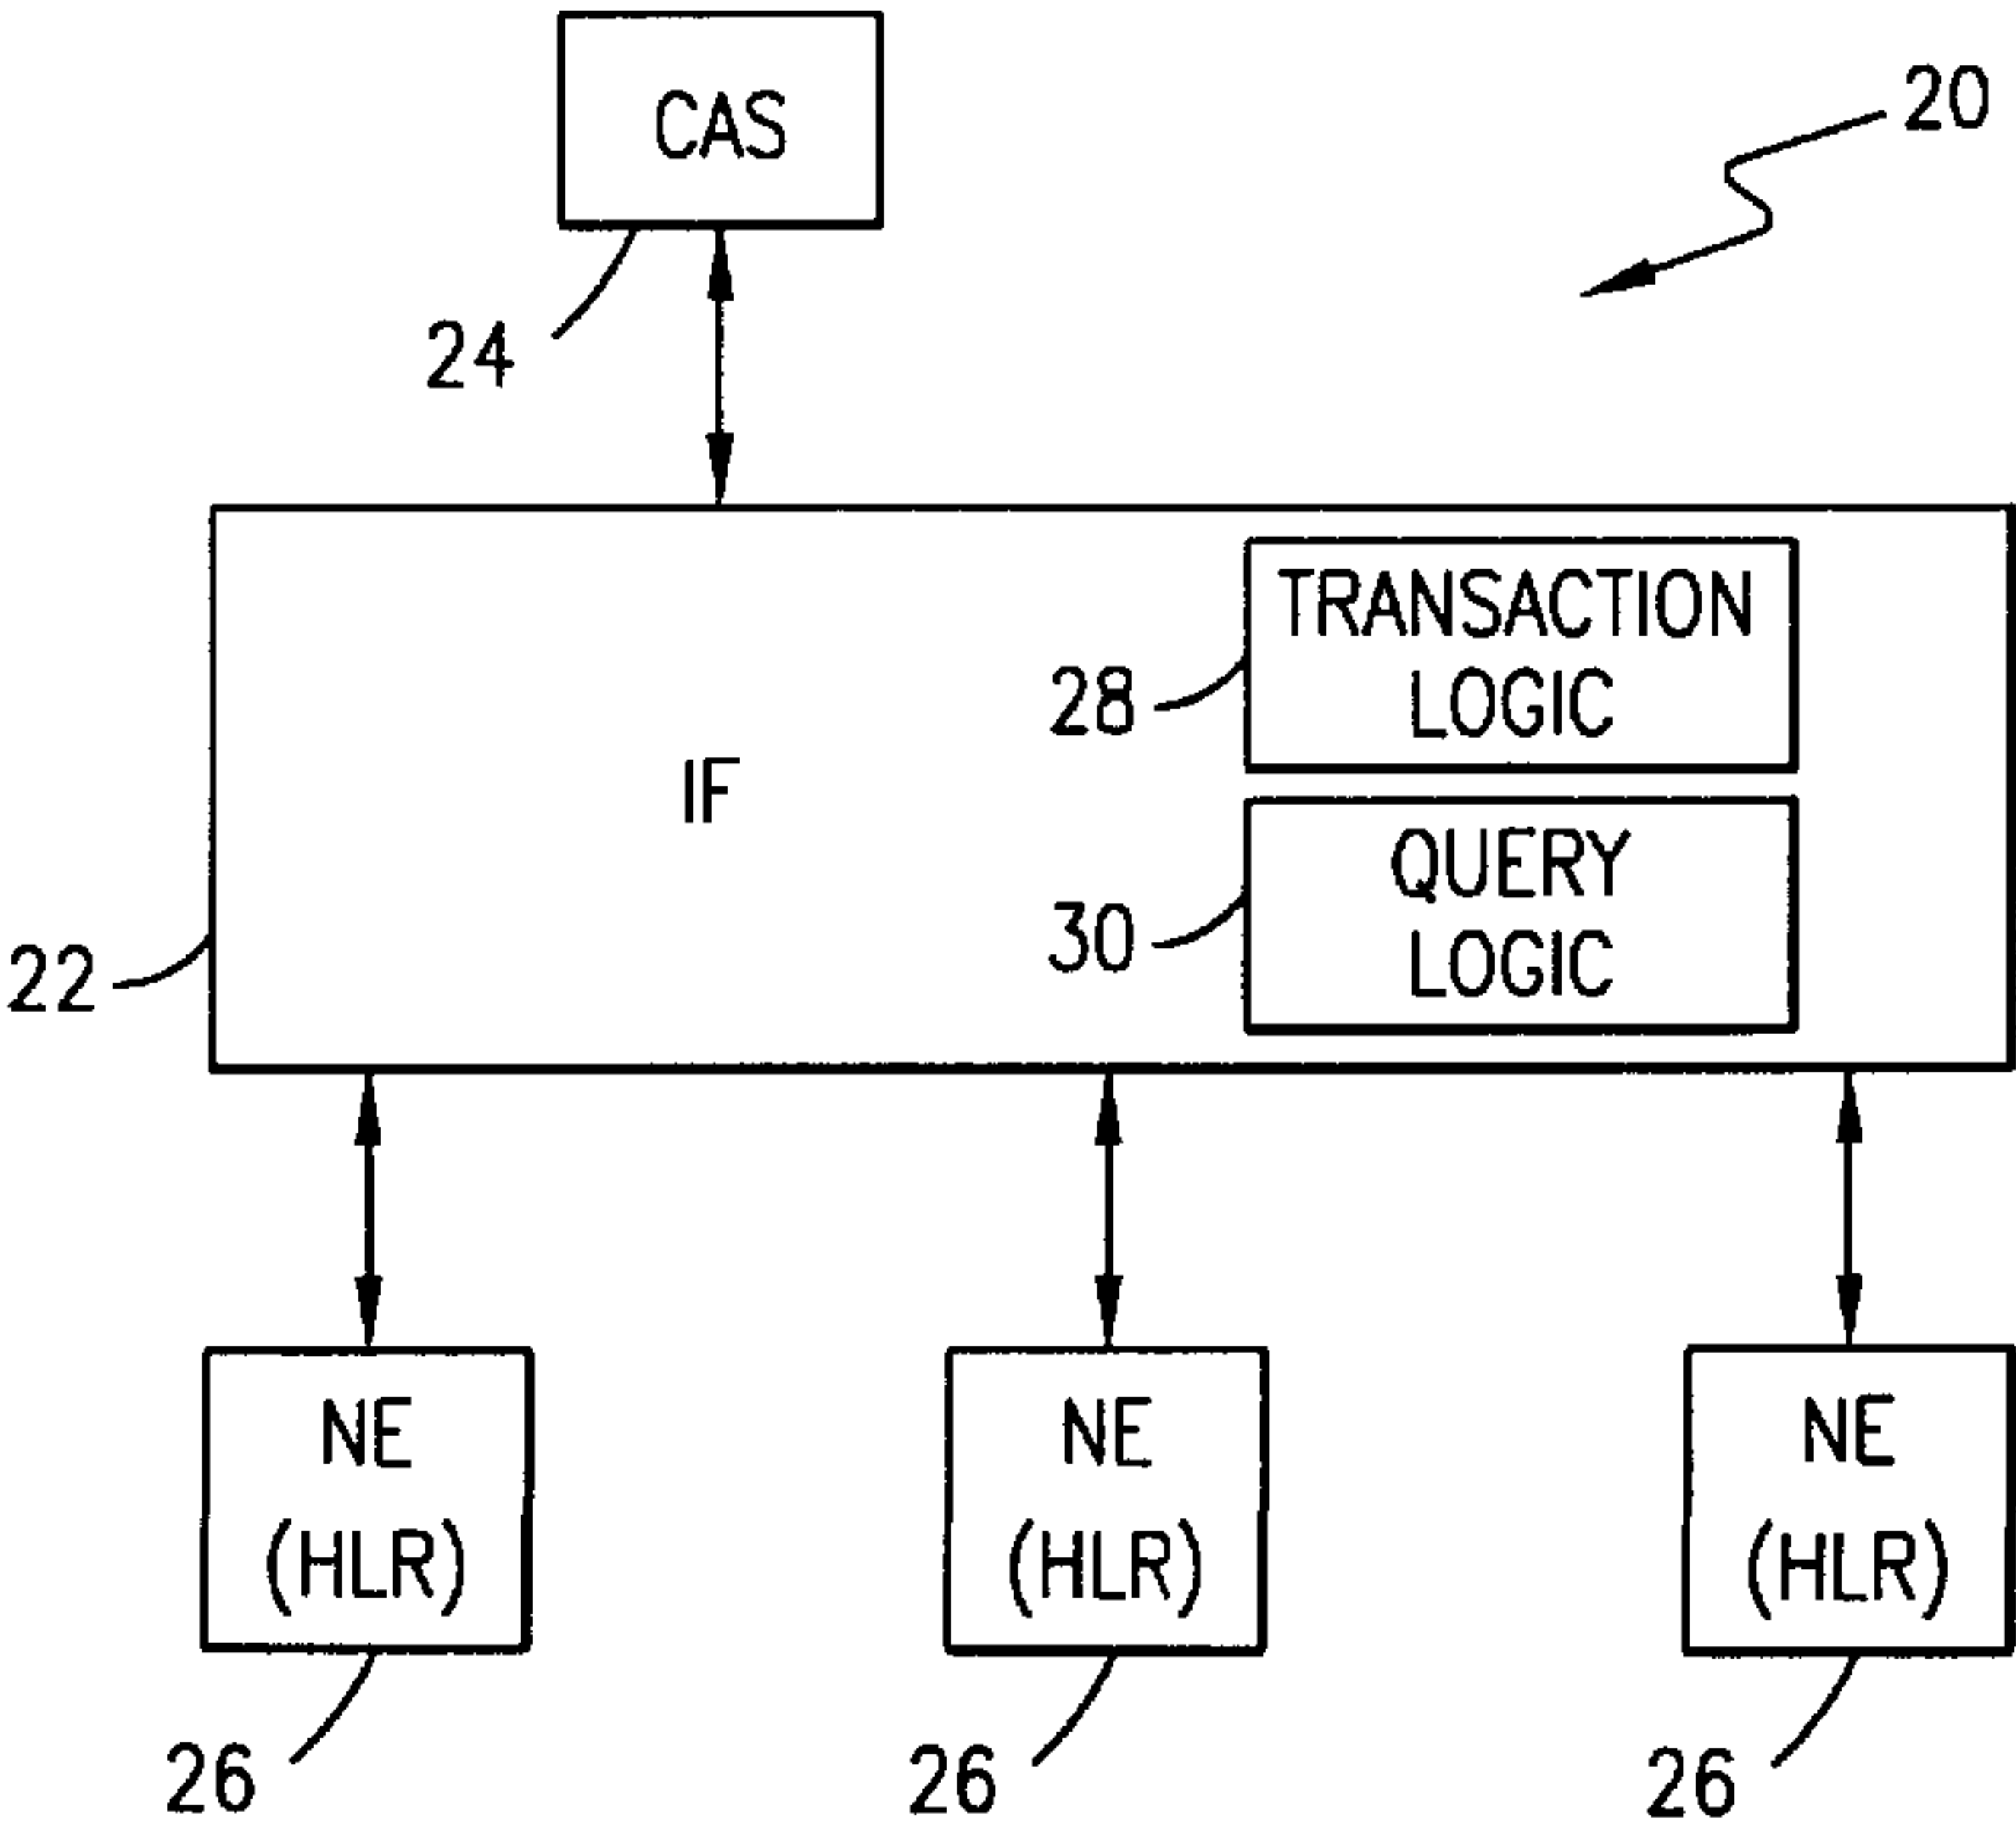 CAS
20
24
TRANSACTION
LOGIC
28
IF
QUERY
LOGIC
30
22
NE
(HLR)
NE
(HLR)
NE
(HLR)
26
26
26